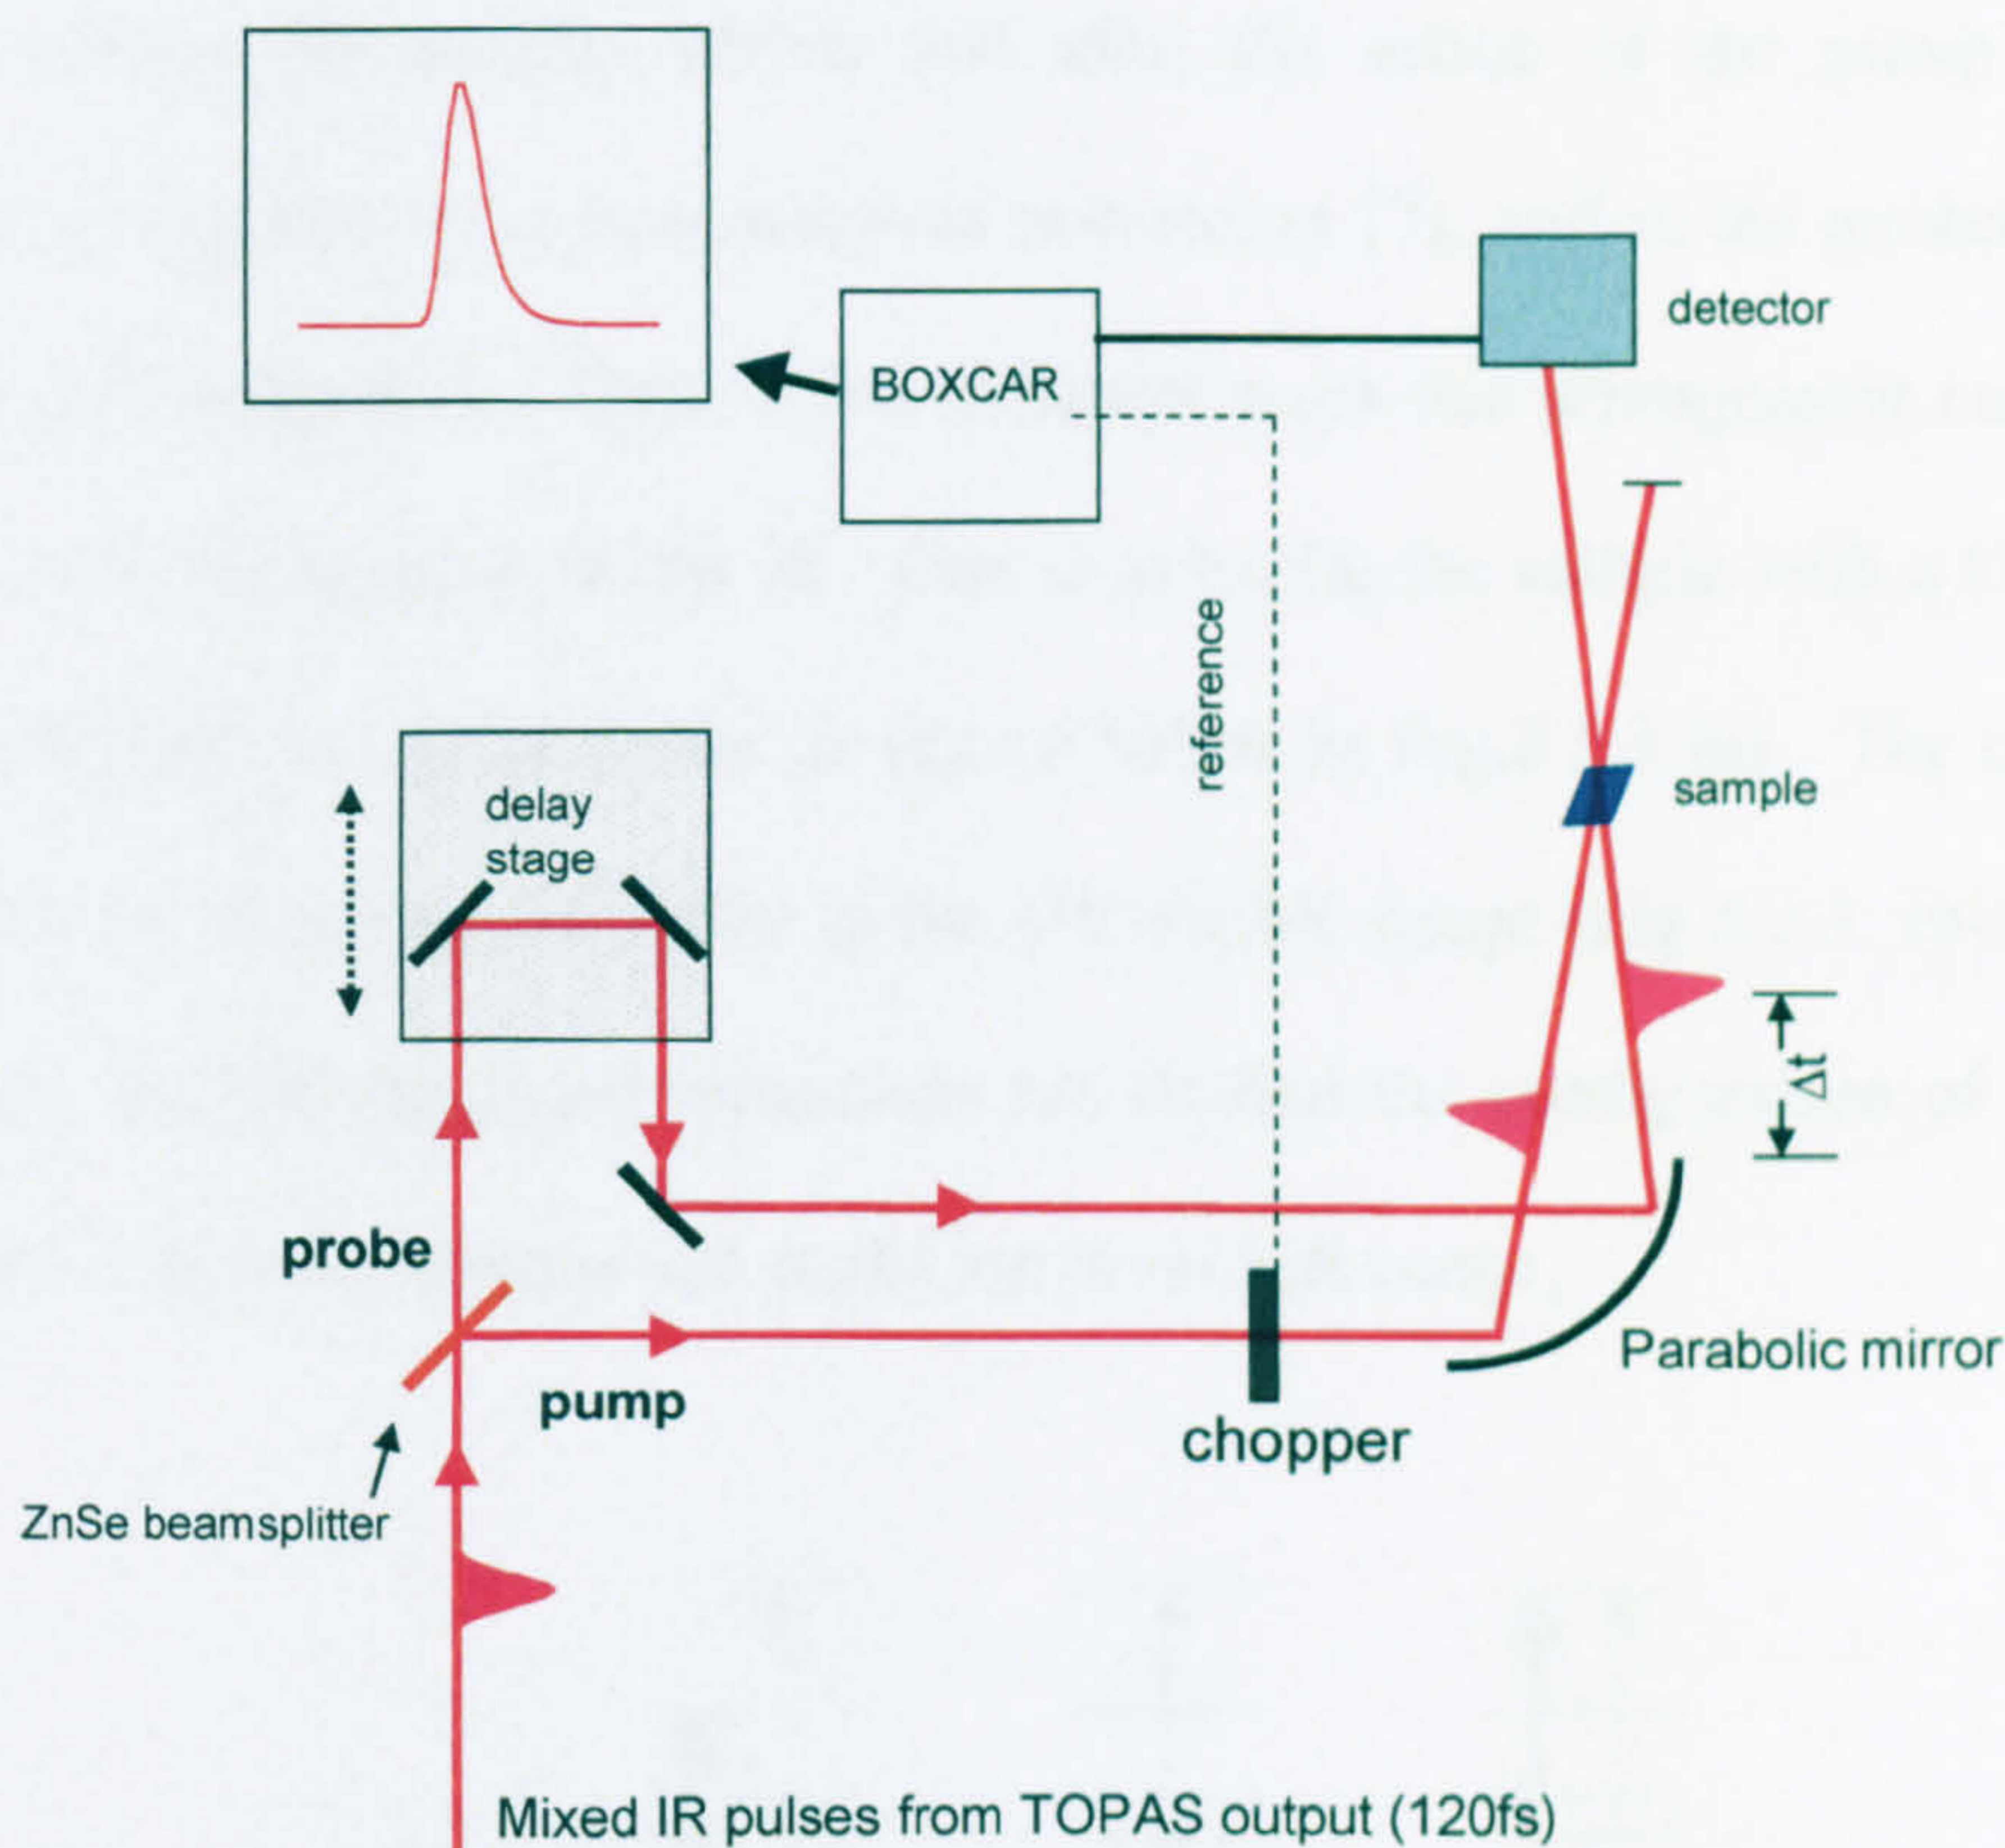 detector
BOXCAR
reference
delay
stage
sample
Δt
probe
pump
chopper
Parabolic mirror
ZnSe beamsplitter
Mixed IR pulses from TOPAS output (120fs)